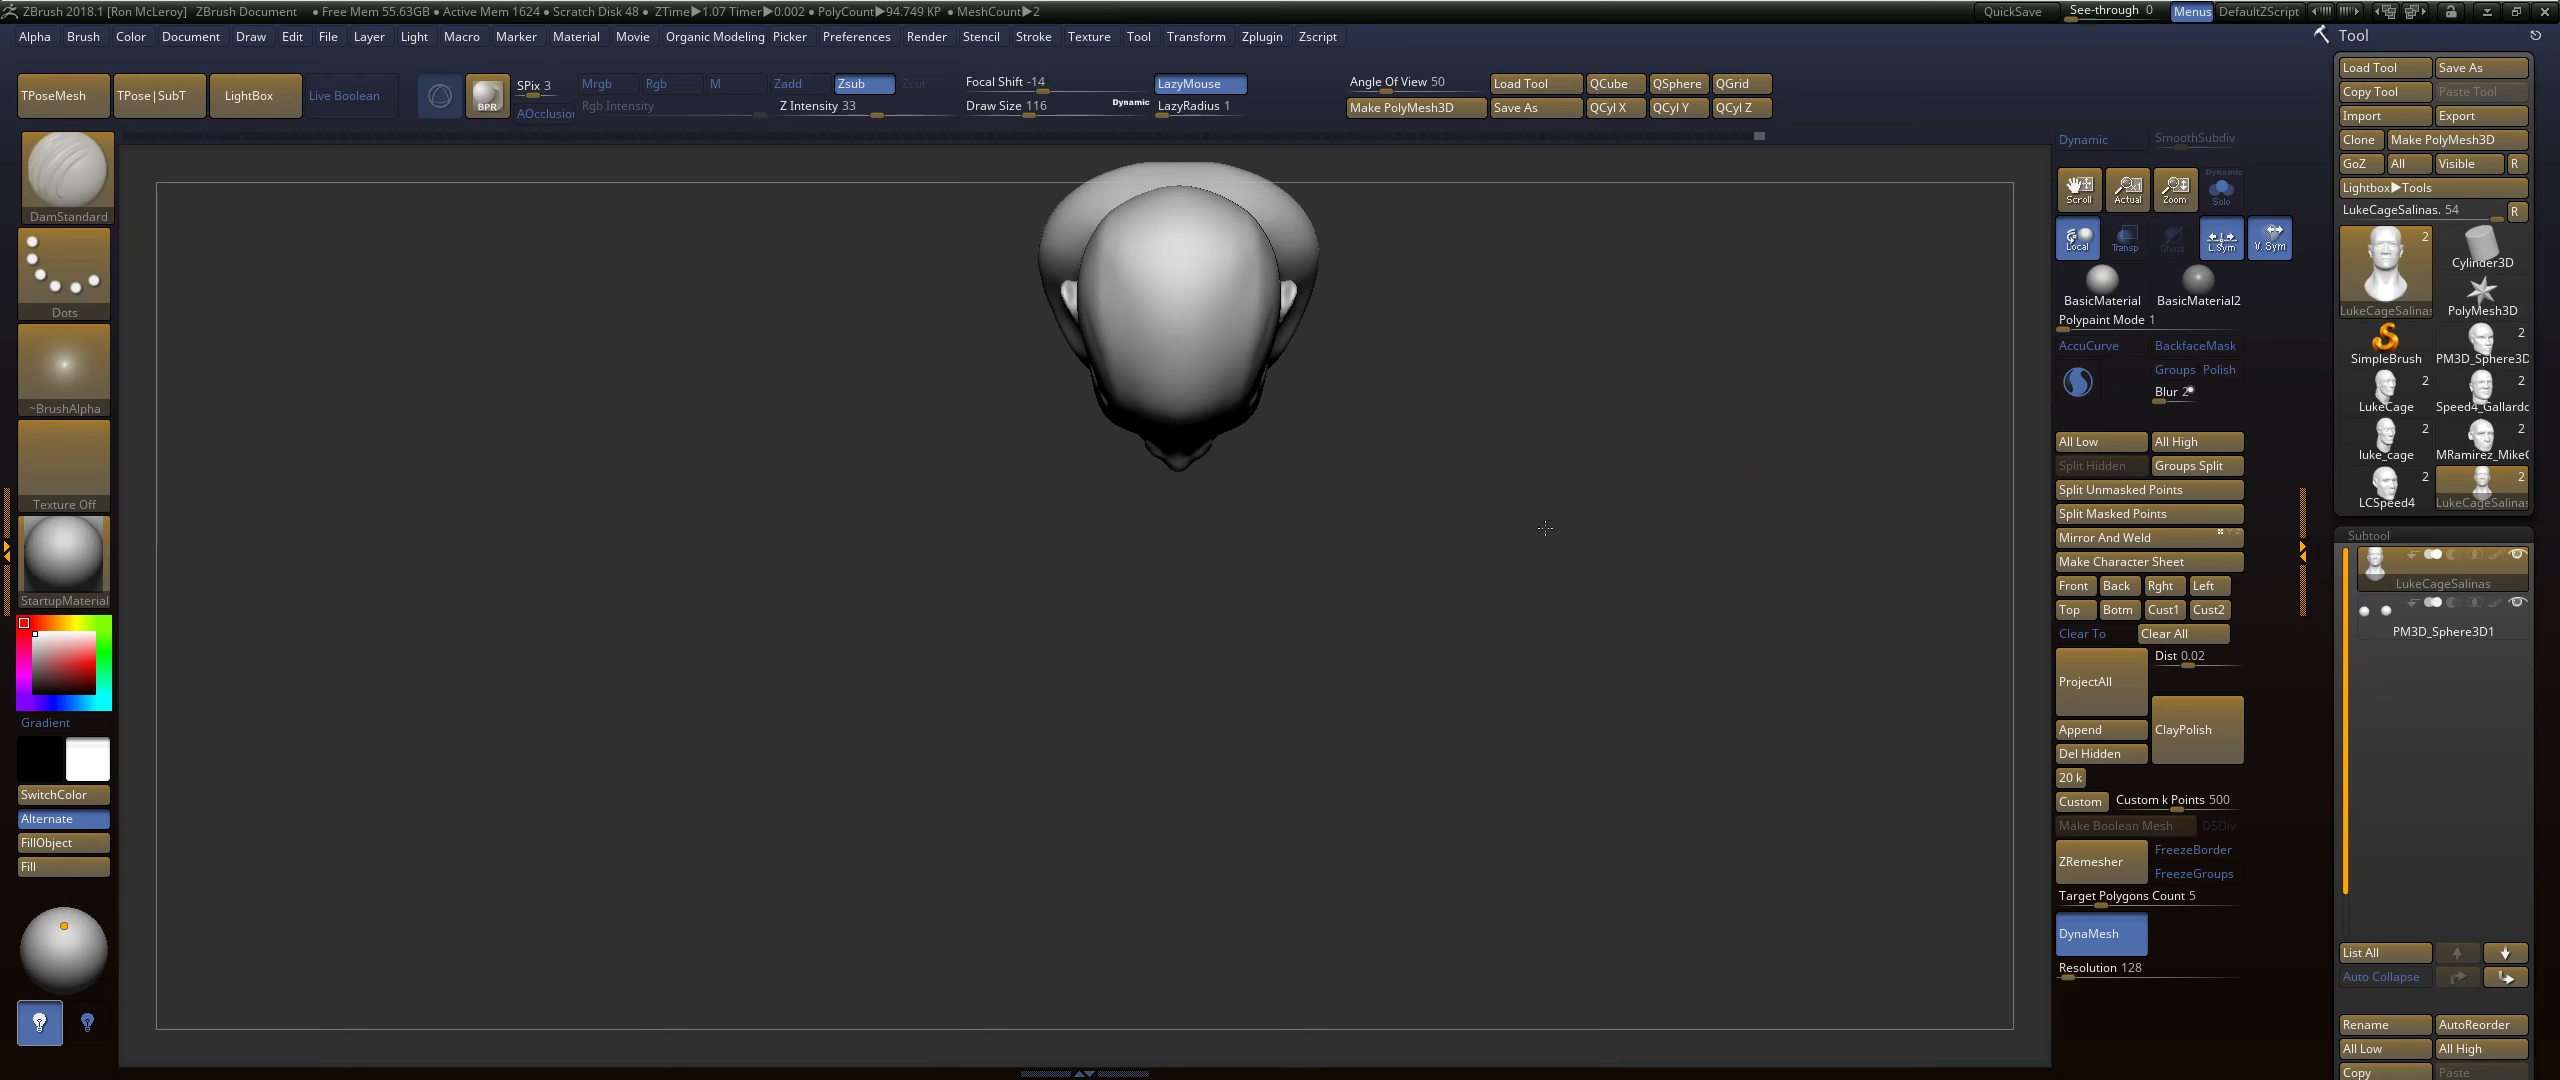 ZBrush 2018.1 [Ron McLeroy] ZBrush Document • Free Mem 55.63GB • Active Mem 1624 • Scratch Disk 48 • ZTime▶1.07 Timer▶0.002 • PolyCount▶94.749 KP • MeshCount▶2 QuickSave See-through 0 Menus DefaultZScript
Alpha Brush Color Document Draw Edit File Layer Light Macro Marker Material Movie Organic Modeling Picker Preferences Render Stencil Stroke Texture Tool Transform Zplugin Zscript
TPoseMesh TPose|SubT LightBox Live Boolean
BPR
SPix 3
AOcclusion
Mrgb Rgb M Zadd Zsub Zcut
Rgb Intensity Z Intensity 33
Focal Shift -14
Draw Size 116 Dynamic
LazyMouse
LazyRadius 1
Angle Of View 50 Load Tool QCube QSphere QGrid
Make PolyMesh3D Save As QCyl X QCyl Y QCyl Z
DamStandard
Dots
~BrushAlpha
Texture Off
StartupMaterial
Gradient
SwitchColor
Alternate
FillObject
Fill
Dynamic SmoothSubdiv
Scroll Actual Zoom Dynamic Solo
Local Transp Ghost L.Sym V. Sym
BasicMaterial BasicMaterial2
Polypaint Mode 1
AccuCurve BackfaceMask
Groups Polish
Blur 2
All Low All High
Split Hidden Groups Split
Split Unmasked Points
Split Masked Points
Mirror And Weld
Make Character Sheet
Front Back Rght Left
Top Botm Cust1 Cust2
Clear To Clear All
ProjectAll Dist 0.02
Append ClayPolish
Del Hidden
20 k
Custom Custom k Points 500
Make Boolean Mesh DSDiv
ZRemesher FreezeBorder
FreezeGroups
Target Polygons Count 5
DynaMesh
Resolution 128
Tool
Load Tool Save As
Copy Tool Paste Tool
Import Export
Clone Make PolyMesh3D
GoZ All Visible R
Lightbox▶Tools
LukeCageSalinas. 54 R
2
Cylinder3D
LukeCageSalinas PolyMesh3D
2
SimpleBrush PM3D_Sphere3D
2 2
LukeCage Speed4_Gallardo
2 2
luke_cage MRamirez_MikeC
2 2
LCSpeed4 LukeCageSalinas
Subtool
LukeCageSalinas
PM3D_Sphere3D1
List All
Auto Collapse
Rename AutoReorder
All Low All High
Copy Paste